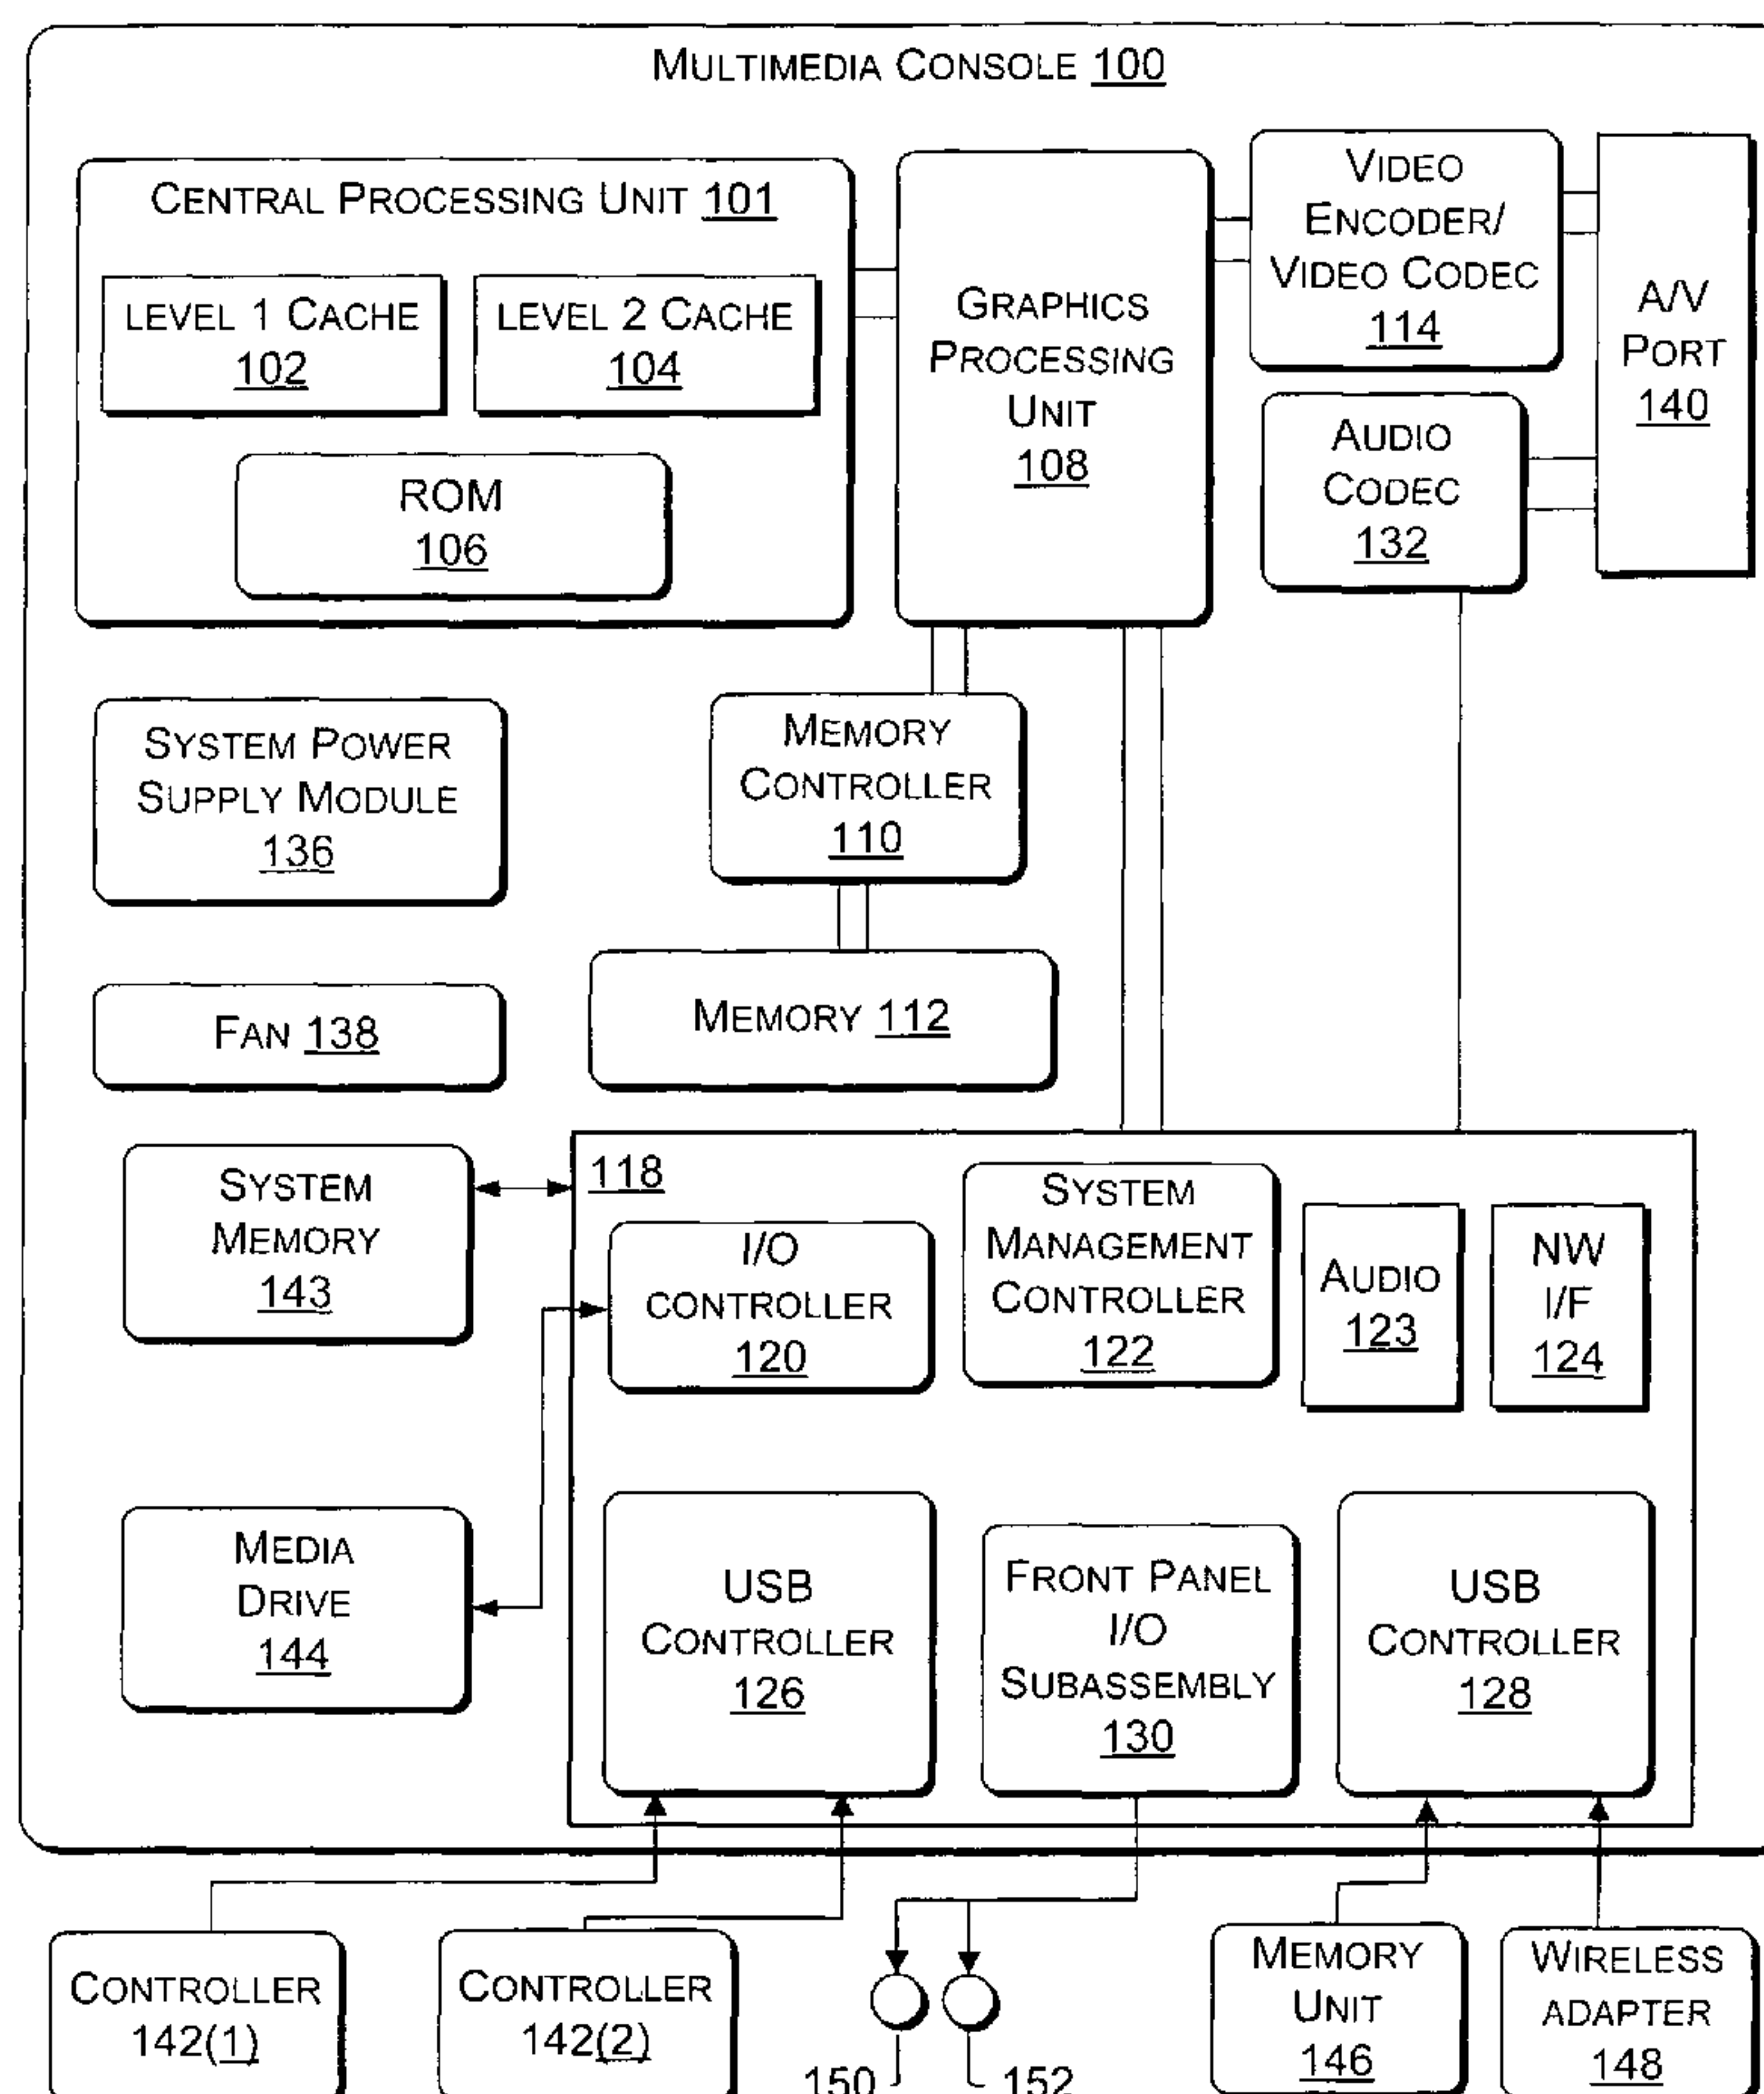 MULTIMEDIA CONSOLE 100
CENTRAL PROCESSING UNIT 101
LEVEL 1 CACHE
102
LEVEL 2 CACHE
104
ROM
106
GRAPHICS
PROCESSING
UNIT
108
VIDEO
ENCODER/
VIDEO CODEC
114
A/V
PORT
140
AUDIO
CODEC
132
SYSTEM POWER
SUPPLY MODULE
136
MEMORY
CONTROLLER
110
FAN 138
MEMORY 112
SYSTEM
MEMORY
143
118
I/O
CONTROLLER
120
SYSTEM
MANAGEMENT
CONTROLLER
122
AUDIO
123
NW
I/F
124
MEDIA
DRIVE
144
USB
CONTROLLER
126
FRONT PANEL
I/O
SUBASSEMBLY
130
USB
CONTROLLER
128
CONTROLLER
142(1)
CONTROLLER
142(2)
150
152
MEMORY
UNIT
146
WIRELESS
ADAPTER
148